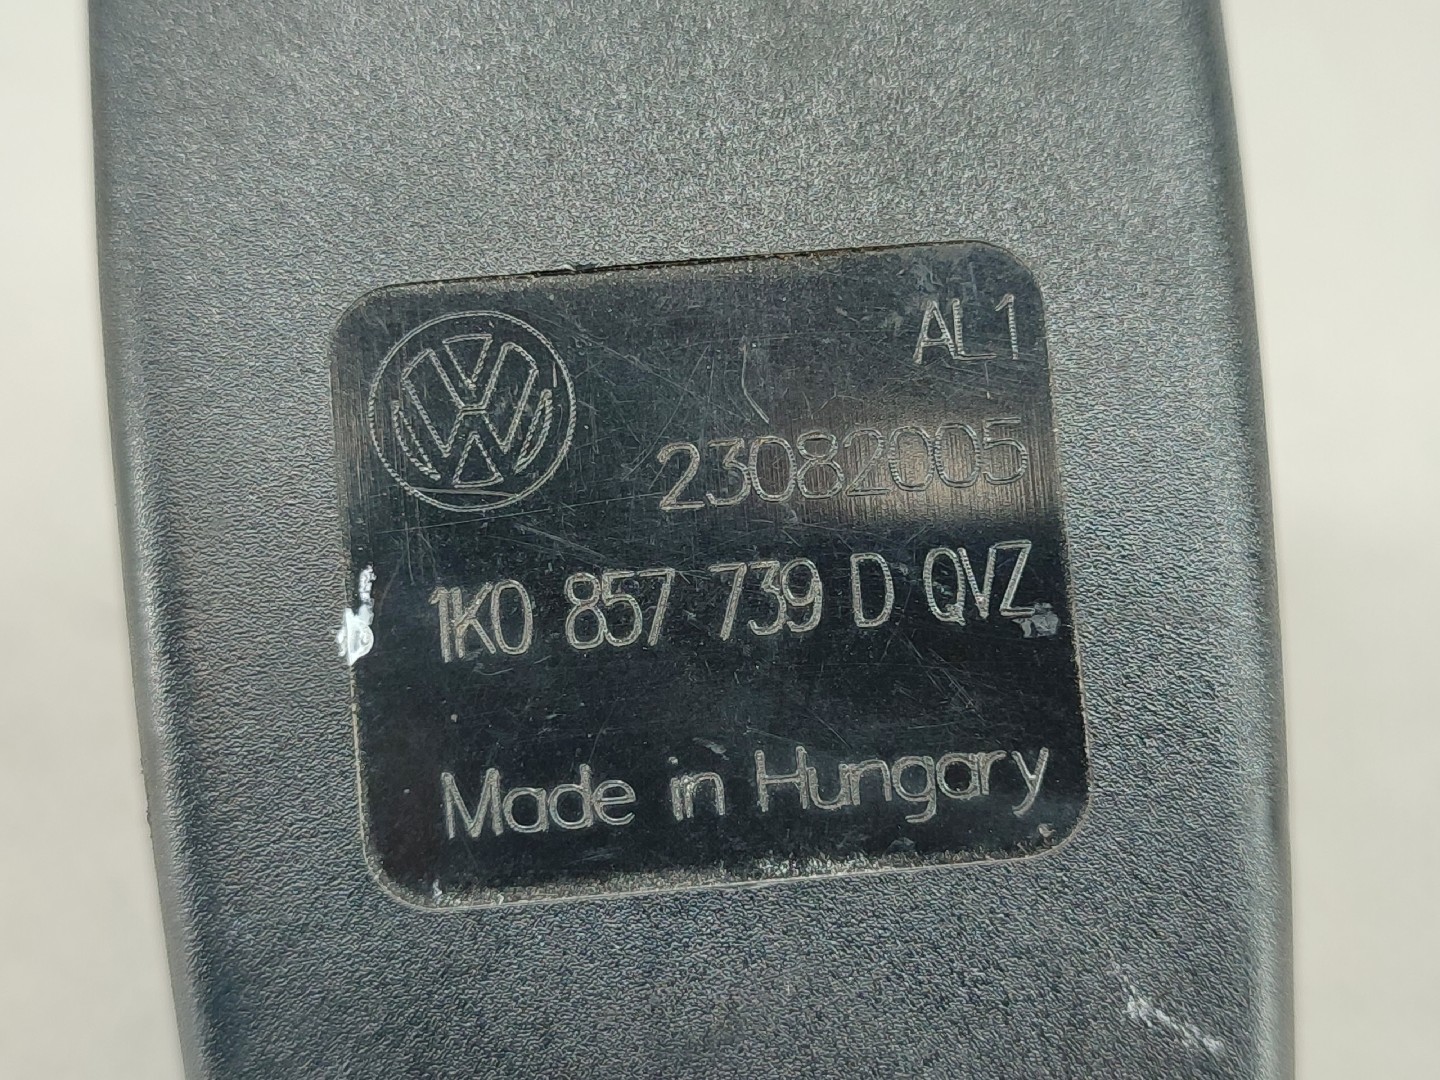 AL1
23082005
1K0 857 739 D QVZ
Made in Hungary